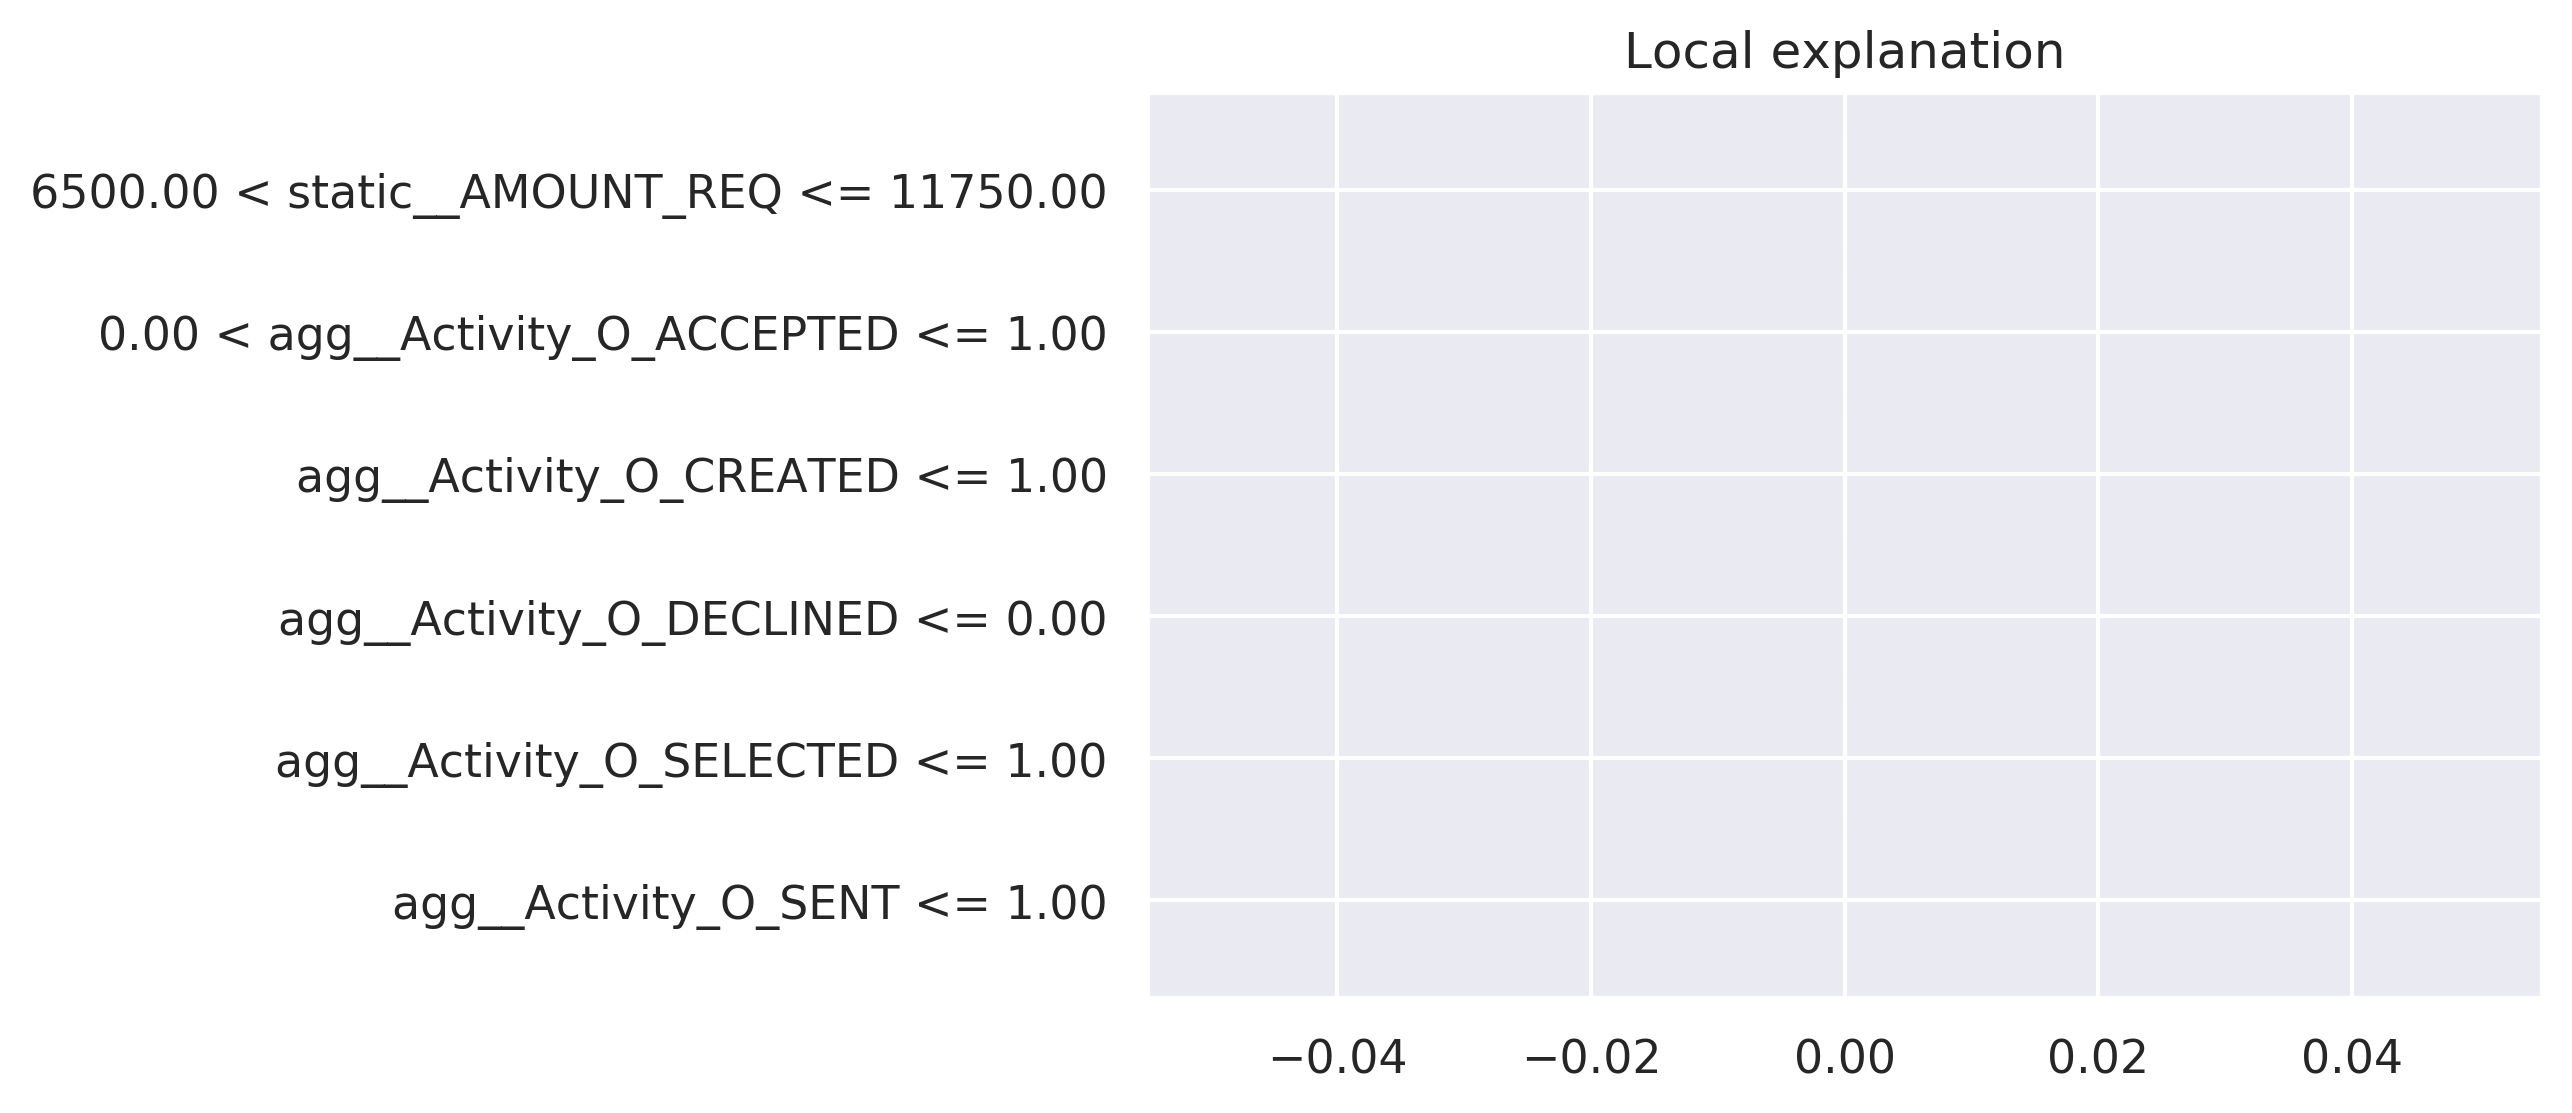 Local explanation
6500.00 < static__AMOUNT_REQ <= 11750.00
0.00 < agg__Activity_O_ACCEPTED <= 1.00
agg__Activity_O_CREATED <= 1.00
agg__Activity_O_DECLINED <= 0.00
agg__Activity_O_SELECTED <= 1.00
agg__Activity_O_SENT <= 1.00
−0.04 −0.02 0.00 0.02 0.04